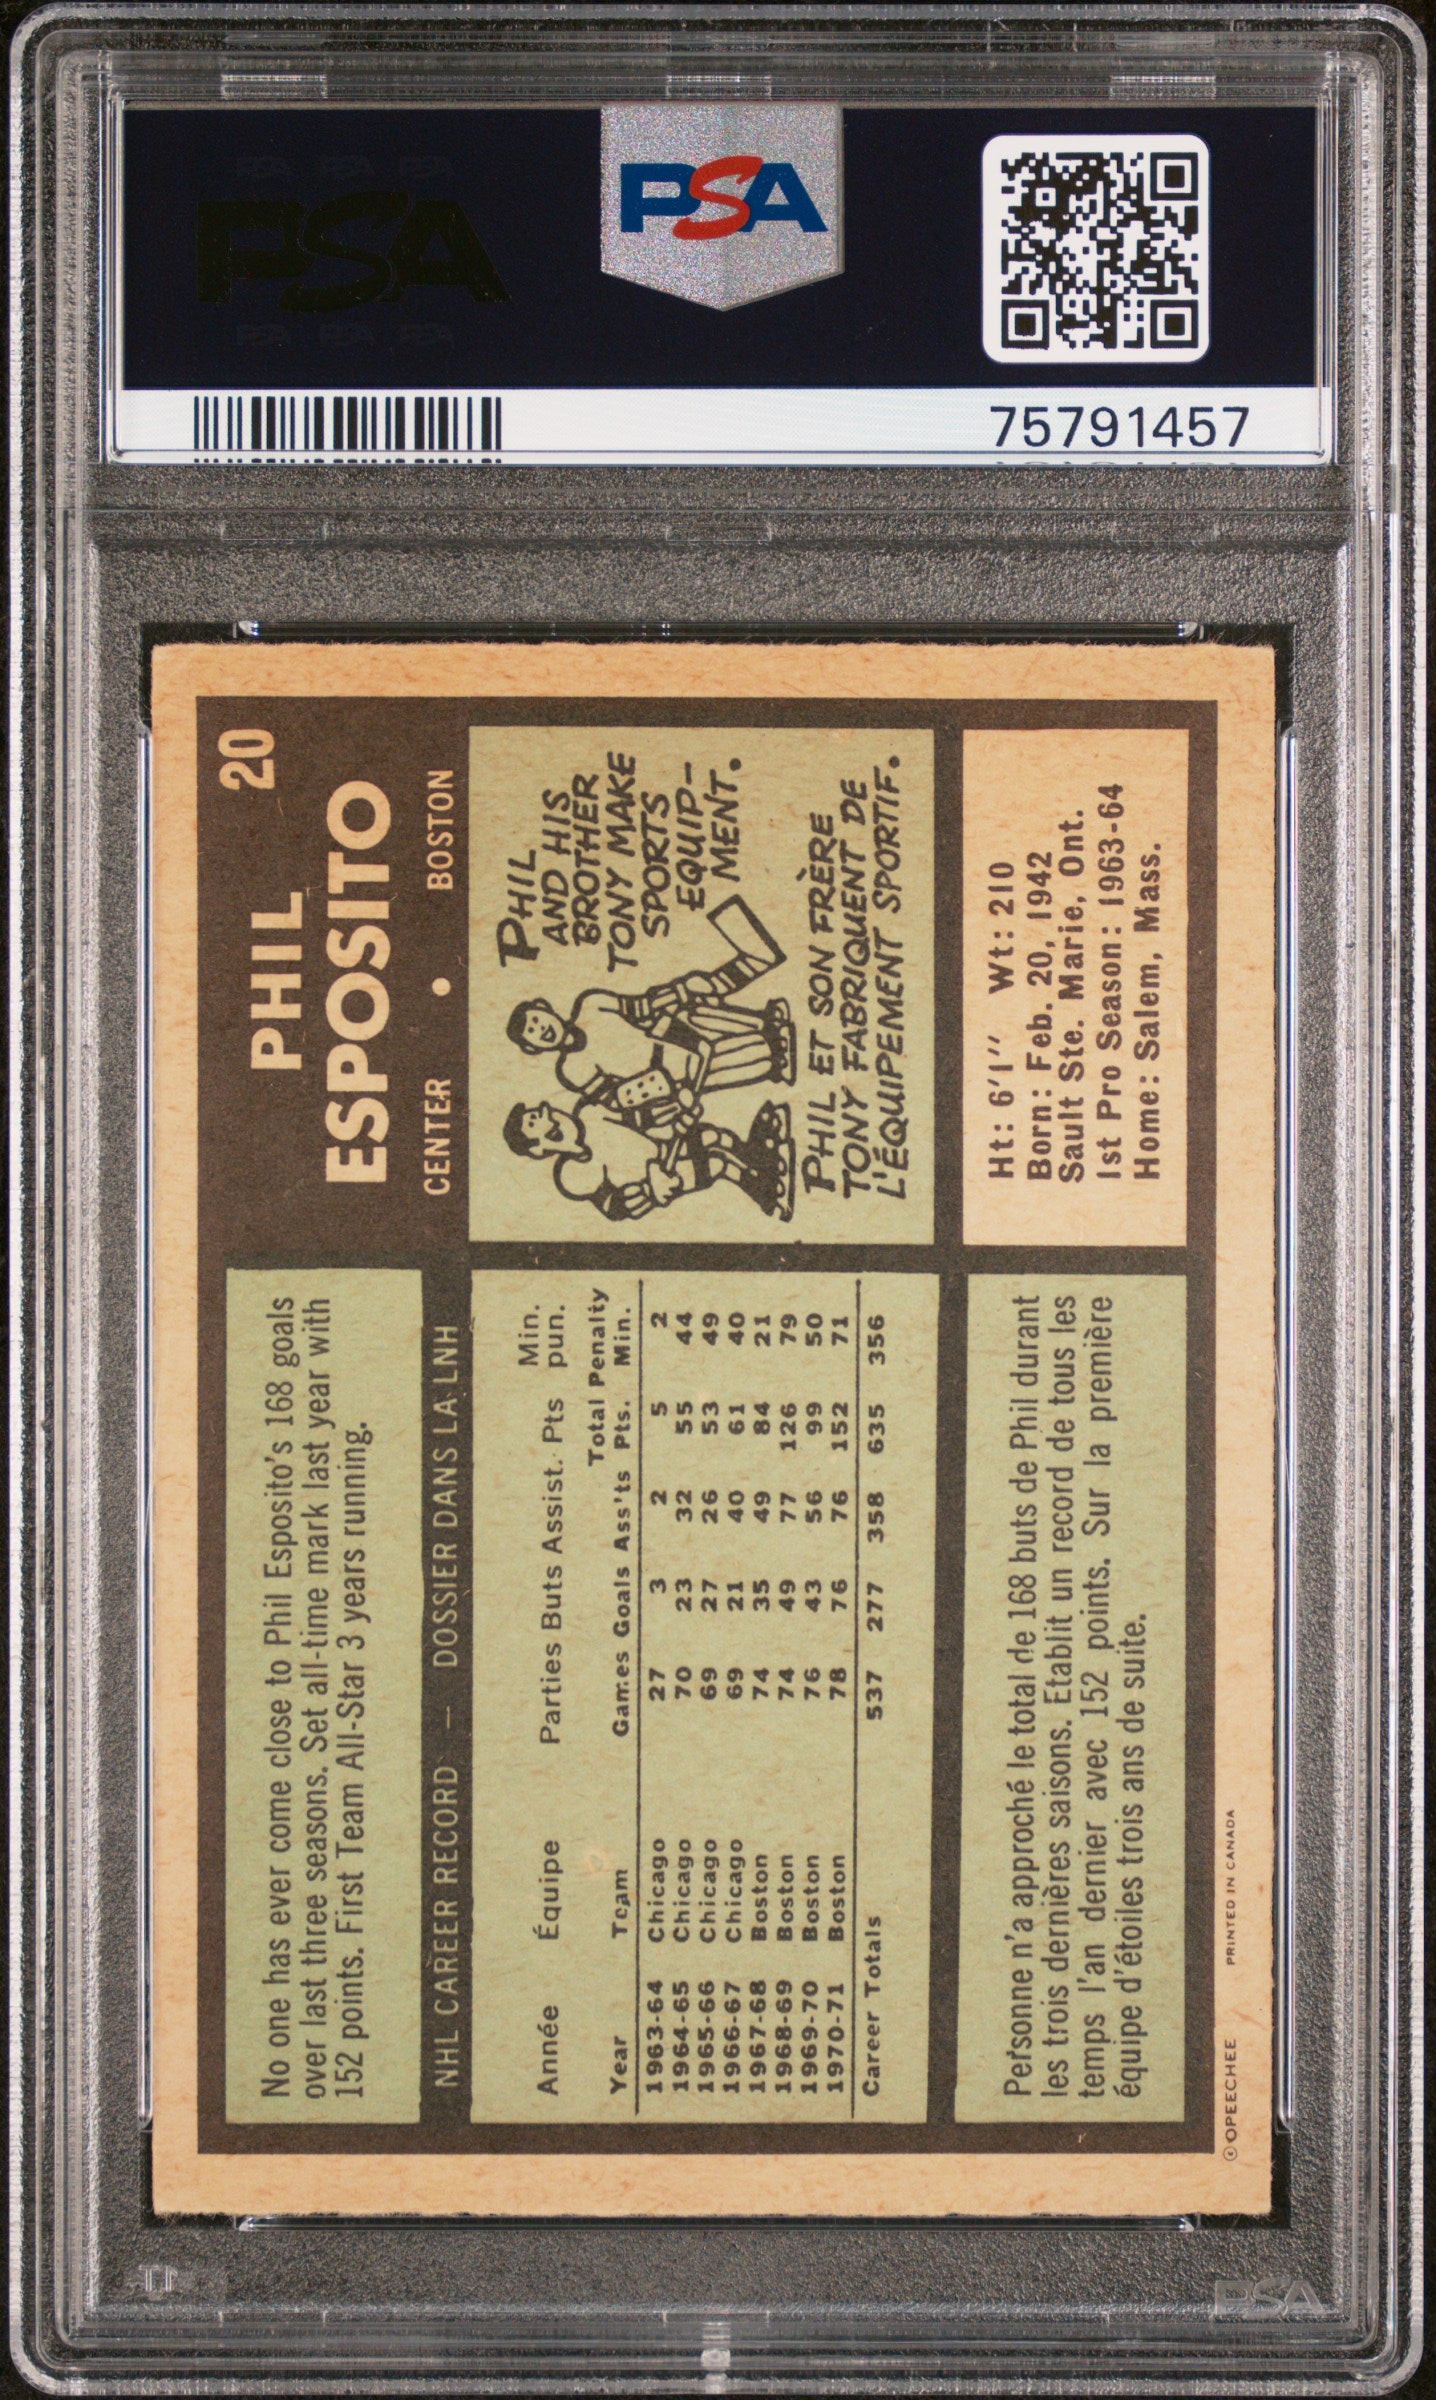 PSA
PSA
75791457
PHIL 20
ESPOSITO
CENTER • BOSTON
PHIL
AND HIS
BROTHER
TONY MAKE
SPORTS
EQUIP-
MENT.
PHIL ET SON FRÈRE
TONY FABRIQUENT DE
L'ÉQUIPEMENT SPORTIF.
Ht: 6'1'' Wt: 210
Born: Feb. 20, 1942
Sault Ste. Marie, Ont.
1st Pro Season: 1963-64
Home: Salem, Mass.
No one has ever come close to Phil Esposito's 168 goals
over last three seasons. Set all-time mark last year with
152 points. First Team All-Star 3 years running.
NHL CAREER RECORD — DOSSIER DANS LA LNH
Année Équipe Parties Buts Assist. Pts Min. pun.
Year Team Games Goals Ass'ts Total Pts. Penalty Min.
1963-64 Chicago 27 3 2 5 2
1964-65 Chicago 70 23 32 55 44
1965-66 Chicago 69 27 26 53 49
1966-67 Chicago 69 21 40 61 40
1967-68 Boston 74 35 49 84 21
1968-69 Boston 74 49 77 126 79
1969-70 Boston 76 43 56 99 50
1970-71 Boston 78 76 76 152 71
Career Totals 537 277 358 635 356
Personne n'a approché le total de 168 buts de Phil durant
les trois dernières saisons. Etablit un record de tous les
temps l'an dernier avec 152 points. Sur la première
équipe d'étoiles trois ans de suite.
©OPEECHEE PRINTED IN CANADA
PSA